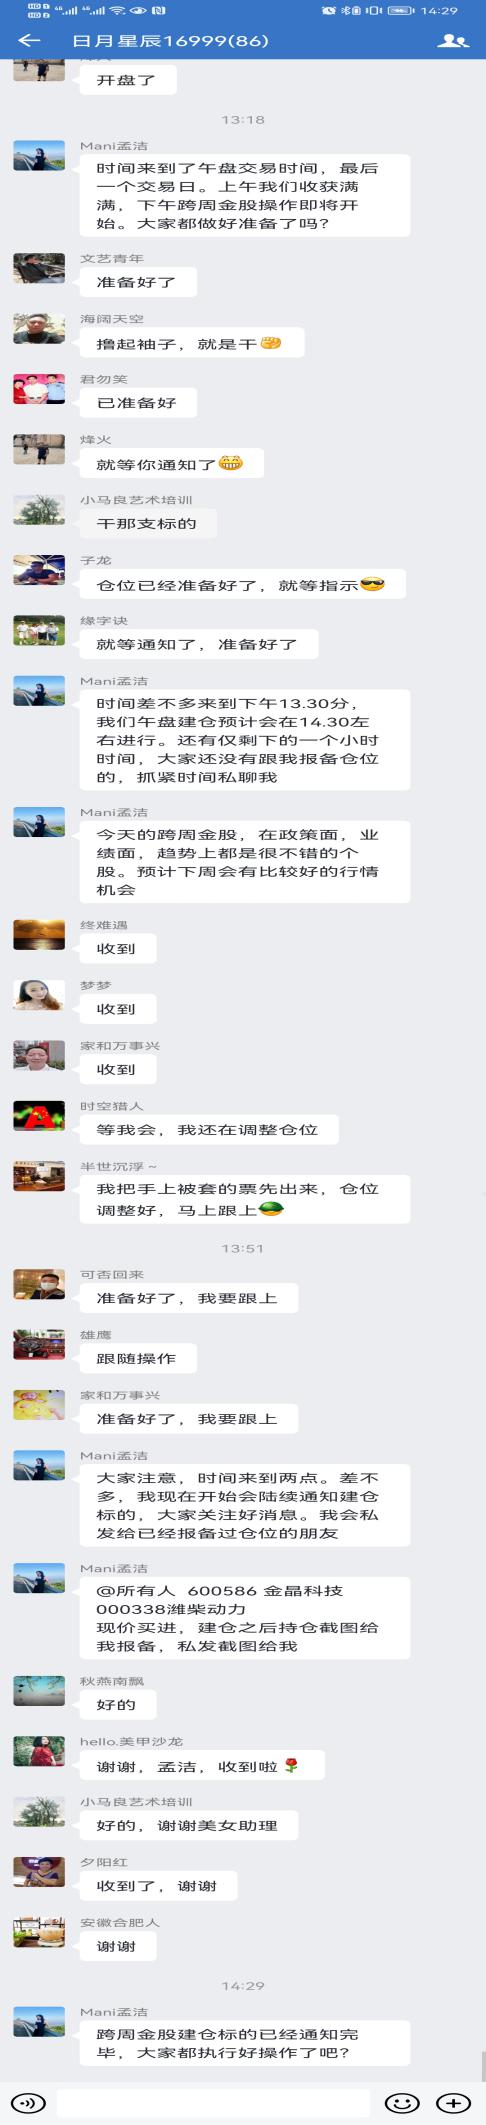 14:29
日月星辰16999(86)
开盘了
13:18
Mani孟洁
时间来到了午盘交易时间，最后
一个交易日。上午我们收获满
满，下午跨周金股操作即将开
始。大家都做好准备了吗？
文艺青年
准备好了
海阔天空
撸起袖子，就是干✊
君勿笑
已准备好
烽火
就等你通知了😁
小马良艺术培训
干那支标的
子龙
仓位已经准备好了，就等指示😎
缘字诀
就等通知了，准备好了
Mani孟洁
时间差不多来到下午13.30分，
我们午盘建仓预计会在14.30左
右进行。还有仅剩下的一个小时
时间，大家还没有跟我报备仓位
的，抓紧时间私聊我
Mani孟洁
今天的跨周金股，在政策面，业
绩面，趋势上都是很不错的个
股。预计下周会有比较好的行情
机会
终难遇
收到
梦梦
收到
家和万事兴
收到
时空猎人
等我会，我还在调整仓位
半世沉浮～
我把手上被套的票先出来，仓位
调整好，马上跟上
13:51
可否回来
准备好了，我要跟上
雄鹰
跟随操作
家和万事兴
准备好了，我要跟上
Mani孟洁
大家注意，时间来到两点。差不
多，我现在开始会陆续通知建仓
标的，大家关注好消息。我会私
发给已经报备过仓位的朋友
Mani孟洁
@所有人 600586 金晶科技
000338潍柴动力
现价买进，建仓之后持仓截图给
我报备，私发截图给我
秋燕南飘
好的
hello.美甲沙龙
谢谢，孟洁，收到啦🌹
小马良艺术培训
好的，谢谢美女助理
夕阳红
收到了，谢谢
安徽合肥人
谢谢
14:29
Mani孟洁
跨周金股建仓标的已经通知完
毕，大家都执行好操作了吧？